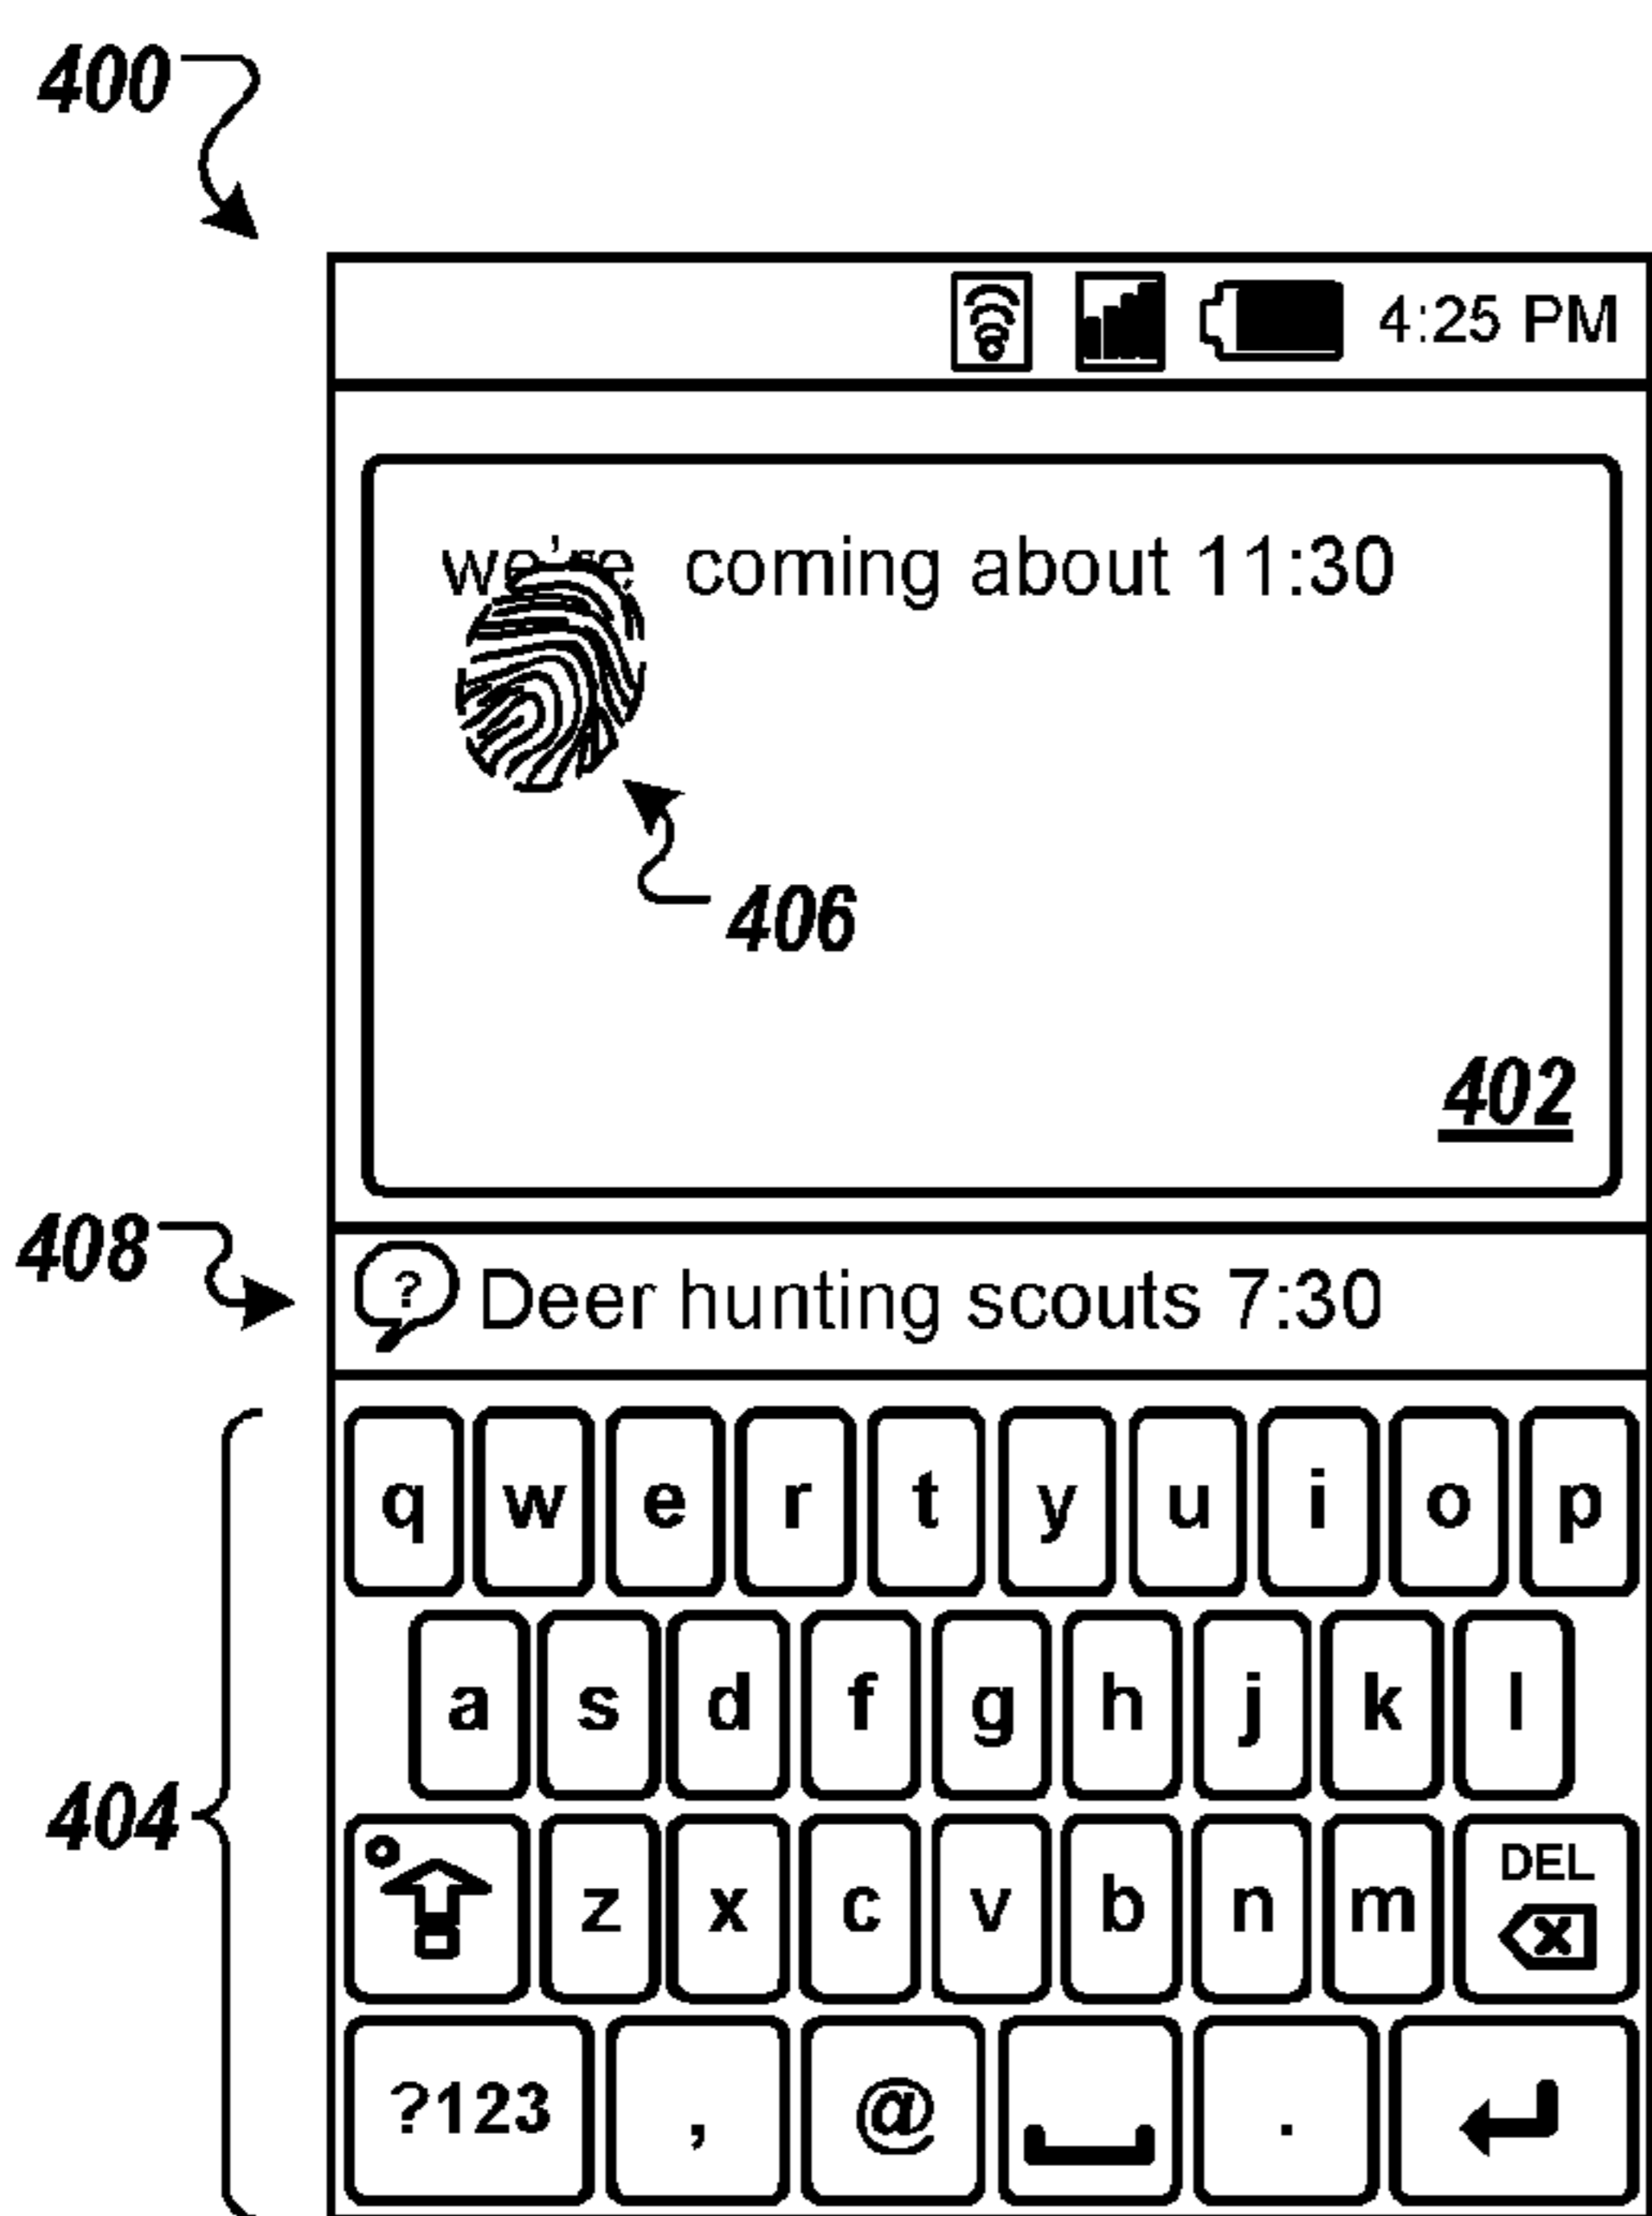 400
4:25 PM
we're coming about 11:30
406
402
408
? Deer hunting scouts 7:30
q w e r t y u i o p
a s d f g h j k l
404
z x c v b n m DEL
?123 , @ .